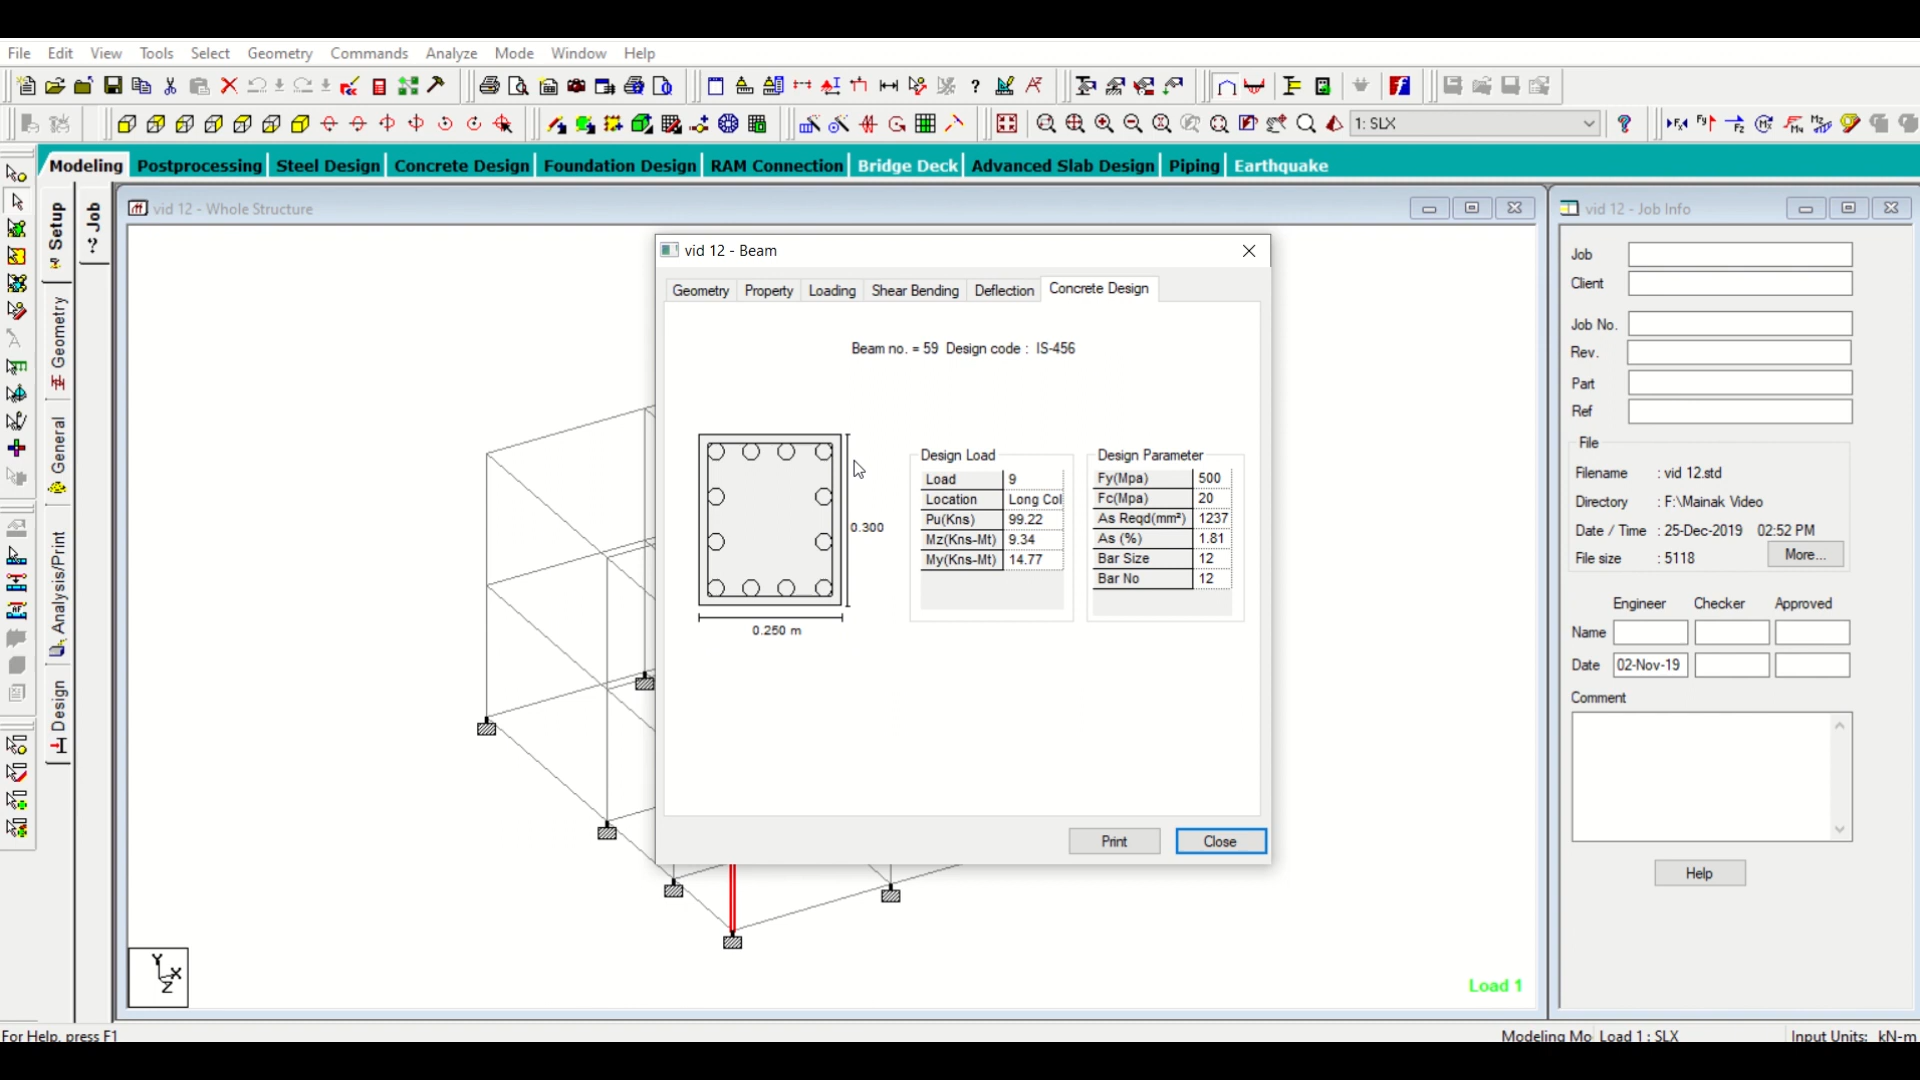 File Edit View Tools Select Geometry Commands Analyze Mode Window Help
1: SLX
Modeling Postprocessing Steel Design Concrete Design Foundation Design RAM Connection Bridge Deck Advanced Slab Design Piping Earthquake
Setup
Geometry
General
Analysis/Print
Design
Job
vid 12 - Whole Structure
vid 12 - Beam
Geometry Property Loading Shear Bending Deflection Concrete Design
Beam no. = 59 Design code : IS-456
0.300
0.250 m
Design Load
Load 9
Location Long Col
Pu(Kns) 99.22
Mz(Kns-Mt) 9.34
My(Kns-Mt) 14.77
Design Parameter
Fy(Mpa) 500
Fc(Mpa) 20
As Reqd(mm²) 1237
As (%) 1.81
Bar Size 12
Bar No 12
Print Close
Y
X
Z
Load 1
vid 12 - Job Info
Job
Client
Job No.
Rev.
Part
Ref
File
Filename : vid 12.std
Directory : F:\Mainak Video
Date / Time : 25-Dec-2019 02:52 PM
File size : 5118 More...
Engineer Checker Approved
Name
Date 02-Nov-19
Comment
Help
For Help, press F1 Modeling Mo Load 1 : SLX Input Units: kN-m